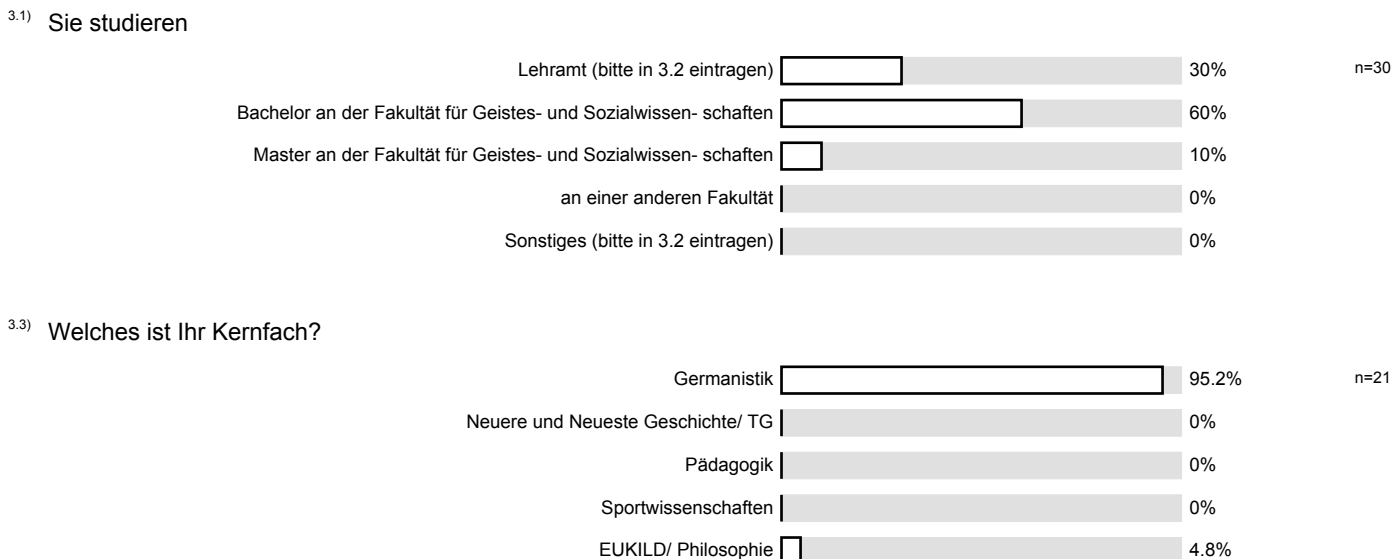 3.1) Sie studieren
Lehramt (bitte in 3.2 eintragen) 30% n=30
Bachelor an der Fakultät für Geistes- und Sozialwissen- schaften 60%
Master an der Fakultät für Geistes- und Sozialwissen- schaften 10%
an einer anderen Fakultät 0%
Sonstiges (bitte in 3.2 eintragen) 0%
3.3) Welches ist Ihr Kernfach?
Germanistik 95.2% n=21
Neuere und Neueste Geschichte/ TG 0%
Pädagogik 0%
Sportwissenschaften 0%
EUKILD/ Philosophie 4.8%